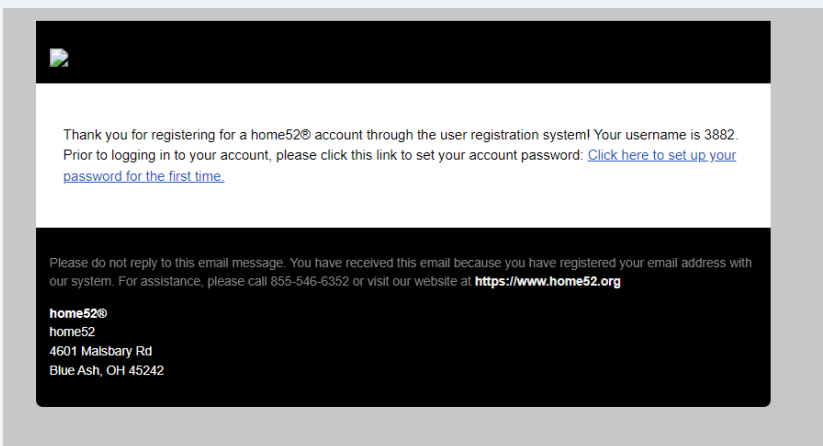 Thank you for registering for a home52® account through the user registration system! Your username is 3882.
Prior to logging in to your account, please click this link to set your account password: Click here to set up your
password for the first time.
Please do not reply to this email message. You have received this email because you have registered your email address with
our system. For assistance, please call 855-546-6352 or visit our website at https://www.home52.org
home52®
home52
4601 Malsbary Rd
Blue Ash, OH 45242